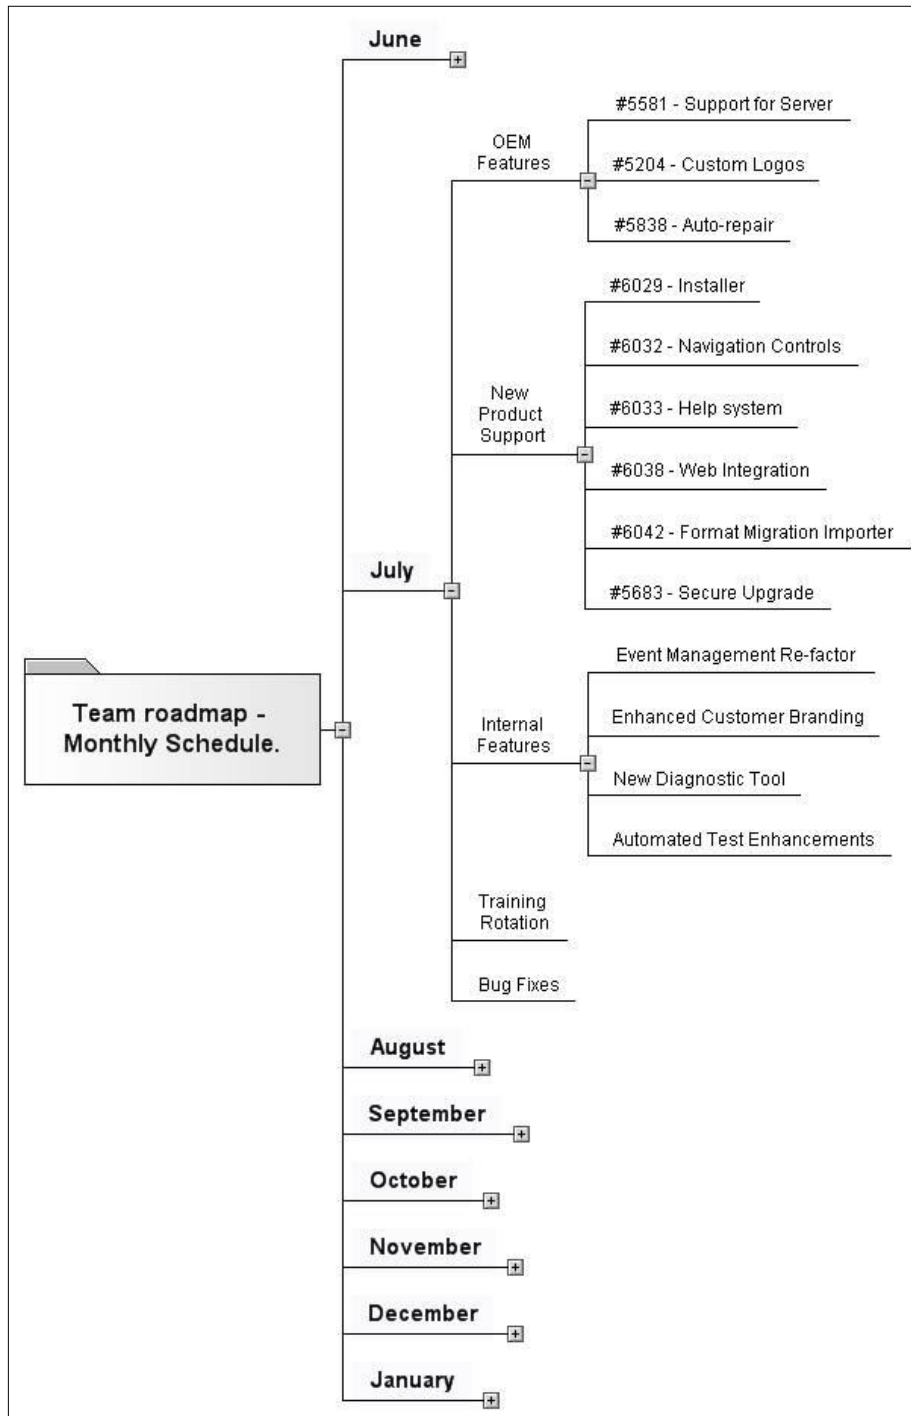 June
#5581 - Support for Server
OEM
Features
#5204 - Custom Logos
#5838 - Auto-repair
#6029 - Installer
#6032 - Navigation Controls
New
Product
Support
#6033 - Help system
#6038 - Web Integration
#6042 - Format Migration Importer
July
#5683 - Secure Upgrade
Team roadmap -
Monthly Schedule.
Event Management Re-factor
Internal
Features
Enhanced Customer Branding
New Diagnostic Tool
Automated Test Enhancements
Training
Rotation
Bug Fixes
August
September
October
November
December
January